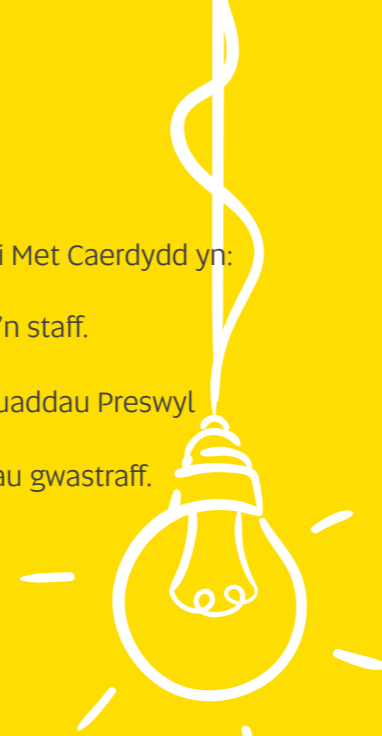 i Met Caerdydd yn:
'n staff.
uaddau Preswyl
au gwastraff.